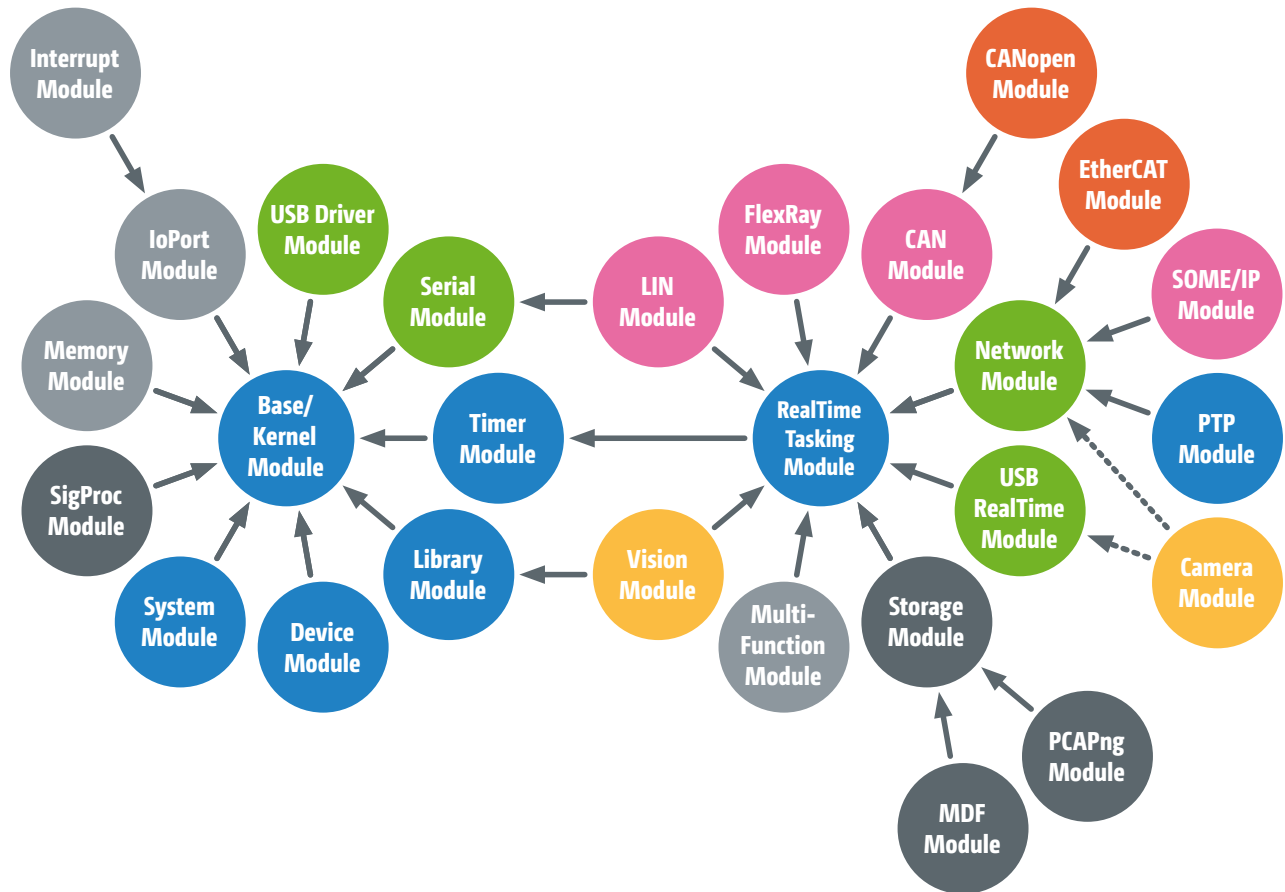 Interrupt
Module
CANopen
Module
EtherCAT
Module
IoPort
Module
USB Driver
Module
FlexRay
Module
CAN
Module
Serial
Module
LIN
Module
SOME/IP
Module
Memory
Module
Network
Module
Base/
Kernel
Module
Timer
Module
RealTime
Tasking
Module
PTP
Module
SigProc
Module
USB
RealTime
Module
Library
Module
Vision
Module
Camera
Module
System
Module
Device
Module
Multi-
Function
Module
Storage
Module
PCAPng
Module
MDF
Module